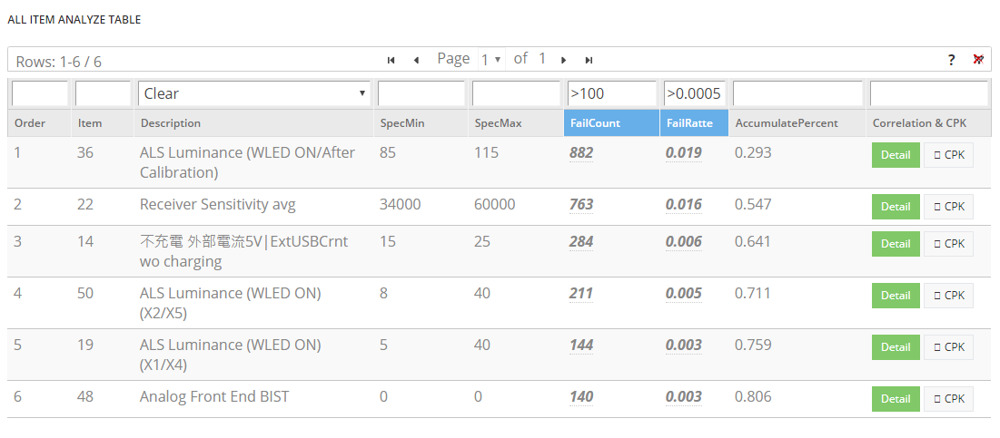 ALL ITEM ANALYZE TABLE
Rows: 1-6 / 6 Page 1 of 1 ?
Clear >100 >0.0005
Order Item Description SpecMin SpecMax FailCount FailRatte AccumulatePercent Correlation & CPK
1 36 ALS Luminance (WLED ON/After 85 115 882 0.019 0.293 Detail CPK
Calibration)
2 22 Receiver Sensitivity avg 34000 60000 763 0.016 0.547 Detail CPK
3 14 不充電 外部電流5V|ExtUSBCrnt 15 25 284 0.006 0.641 Detail CPK
wo charging
4 50 ALS Luminance (WLED ON) 8 40 211 0.005 0.711 Detail CPK
(X2/X5)
5 19 ALS Luminance (WLED ON) 5 40 144 0.003 0.759 Detail CPK
(X1/X4)
6 48 Analog Front End BIST 0 0 140 0.003 0.806 Detail CPK